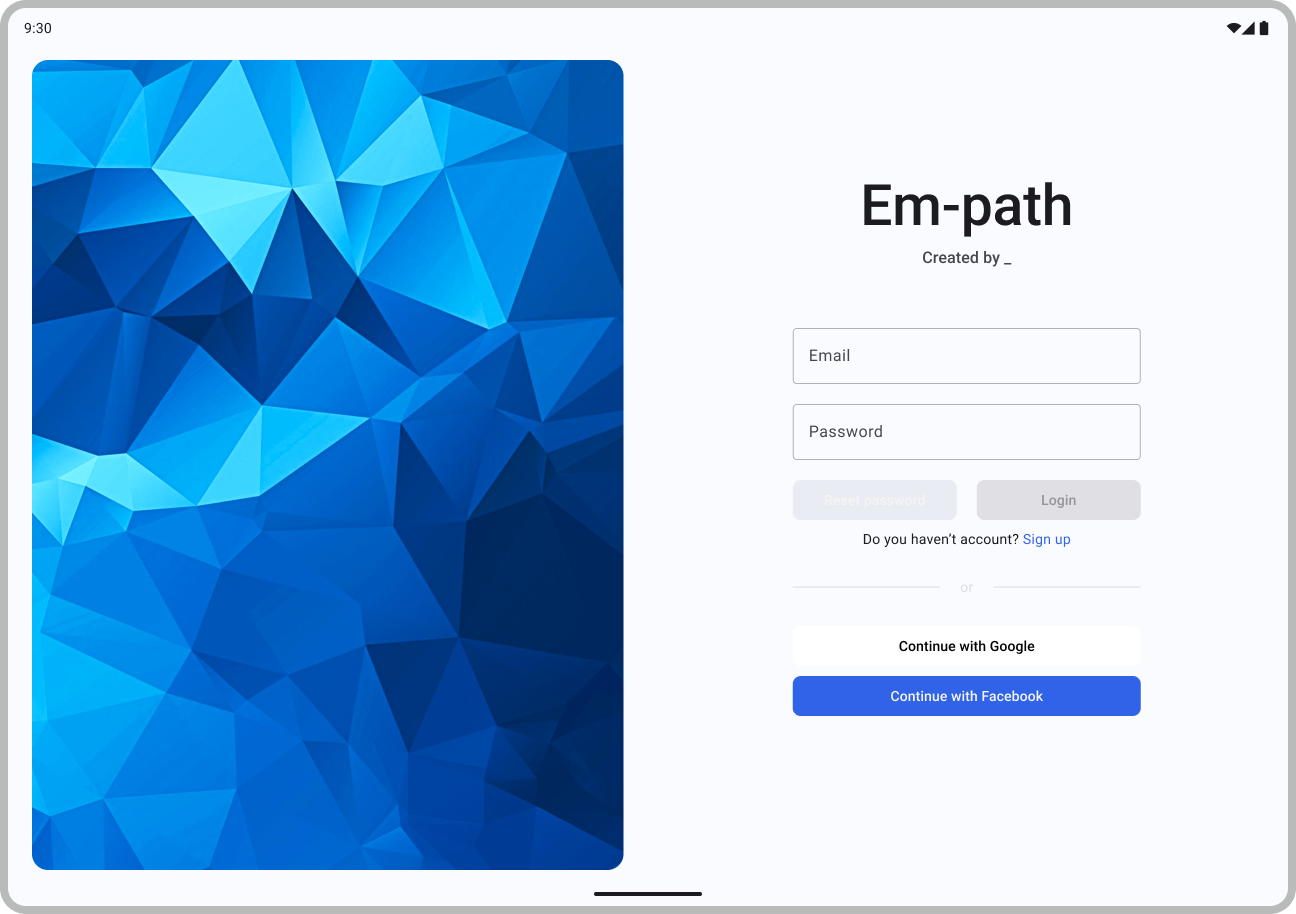 9:30
Em-path
Created by _
Email
Password
Reset password
Login
Do you haven't account? Sign up
or
Continue with Google
Continue with Facebook